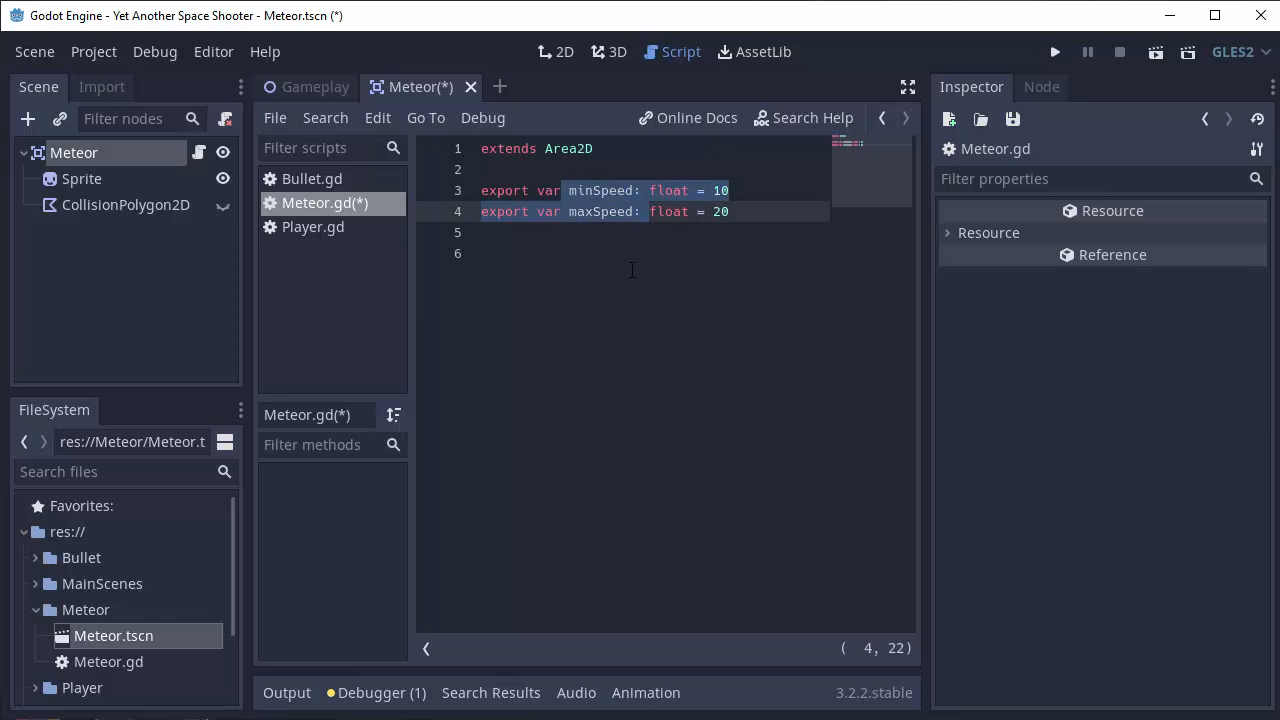 Godot Engine - Yet Another Space Shooter - Meteor.tscn (*)
Scene Project Debug Editor Help
2D 3D Script AssetLib
GLES2
Scene Import
Filter nodes
Meteor
Sprite
CollisionPolygon2D
FileSystem
res://Meteor/Meteor.t
Search files
Favorites:
res://
Bullet
MainScenes
Meteor
Meteor.tscn
Meteor.gd
Player
Gameplay Meteor(*)
File Search Edit Go To Debug Online Docs Search Help
Filter scripts
Bullet.gd
Meteor.gd(*)
Player.gd
Meteor.gd(*)
Filter methods
1 extends Area2D
2
3 export var minSpeed: float = 10
4 export var maxSpeed: float = 20
5
6
( 4, 22)
Output Debugger (1) Search Results Audio Animation 3.2.2.stable
Inspector Node
Meteor.gd
Filter properties
Resource
Resource
Reference